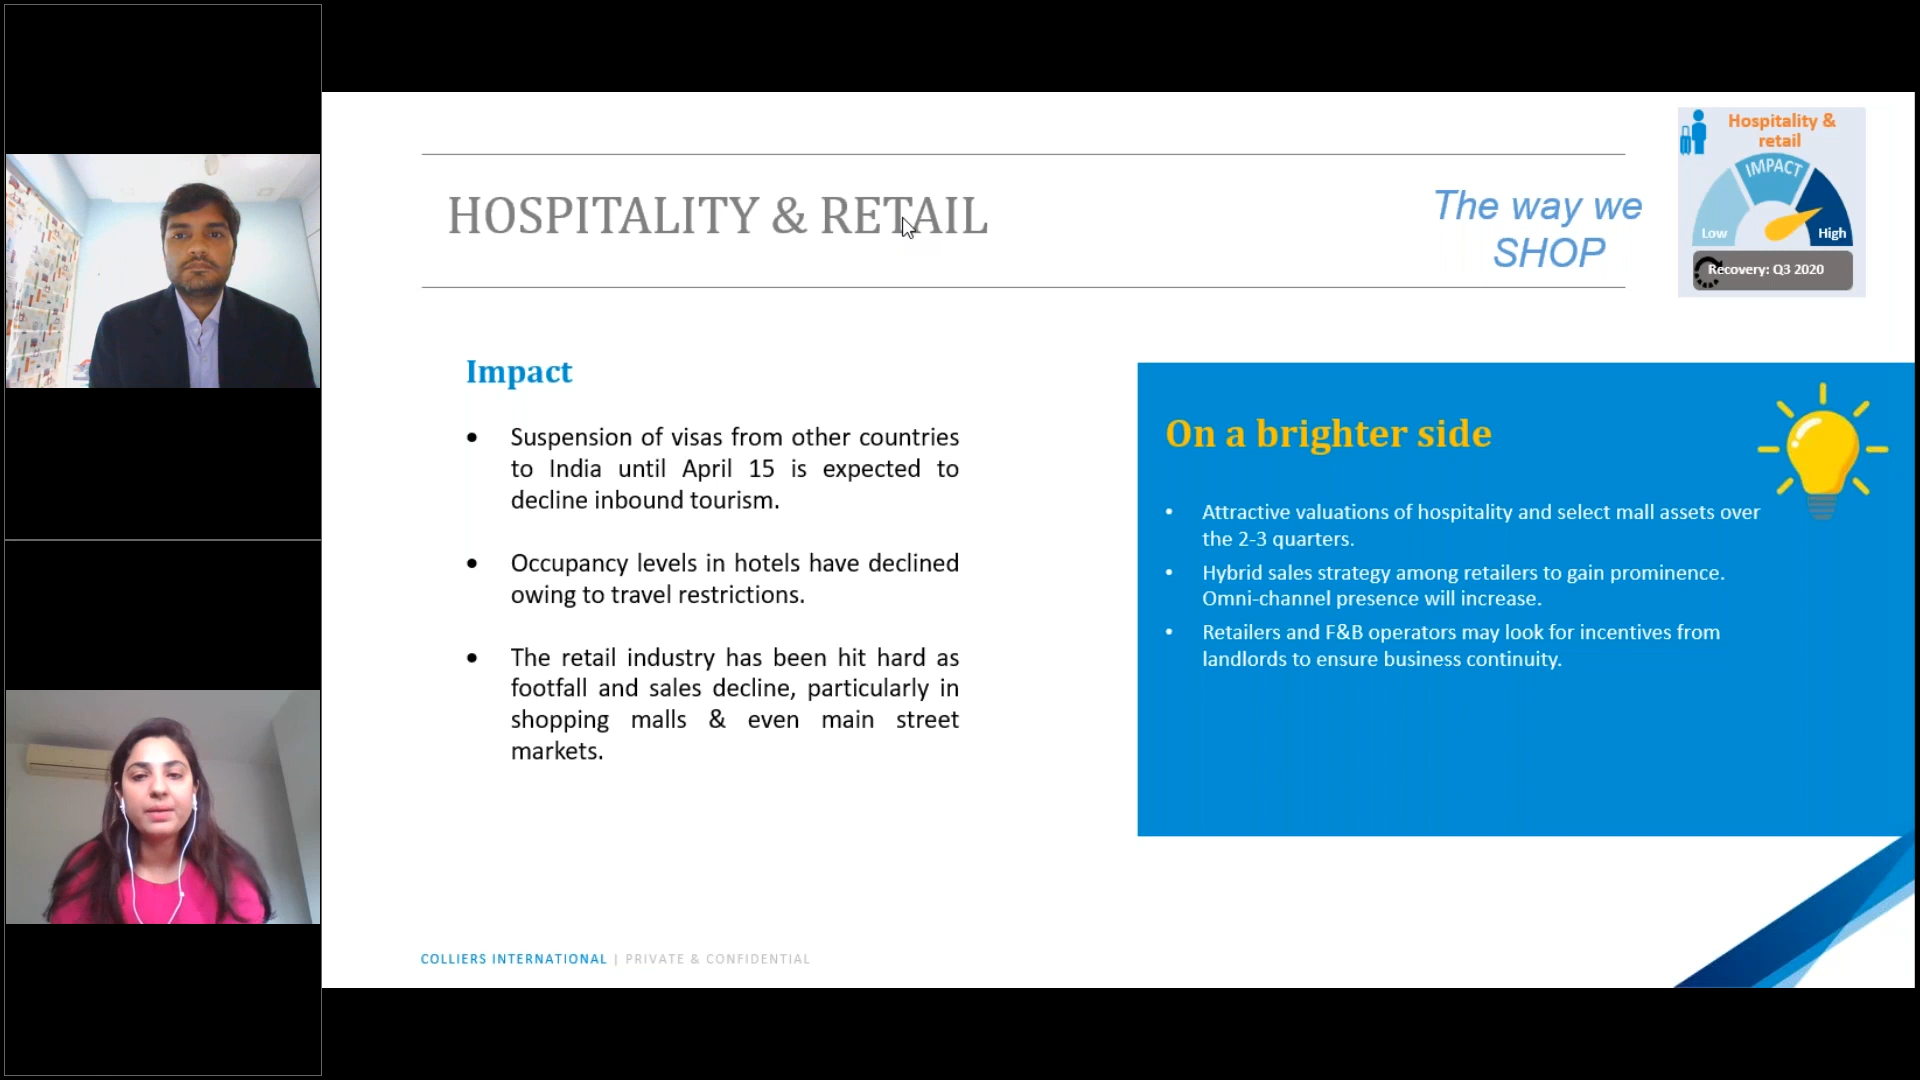 HOSPITALITY & RETAIL
The way we
SHOP
Hospitality &
retail
IMPACT
Low
High
Recovery: Q3 2020
Impact
• Suspension of visas from other countries
to India until April 15 is expected to
decline inbound tourism.
• Occupancy levels in hotels have declined
owing to travel restrictions.
• The retail industry has been hit hard as
footfall and sales decline, particularly in
shopping malls & even main street
markets.
On a brighter side
• Attractive valuations of hospitality and select mall assets over
the 2-3 quarters.
• Hybrid sales strategy among retailers to gain prominence.
Omni-channel presence will increase.
• Retailers and F&B operators may look for incentives from
landlords to ensure business continuity.
COLLIERS INTERNATIONAL | PRIVATE & CONFIDENTIAL